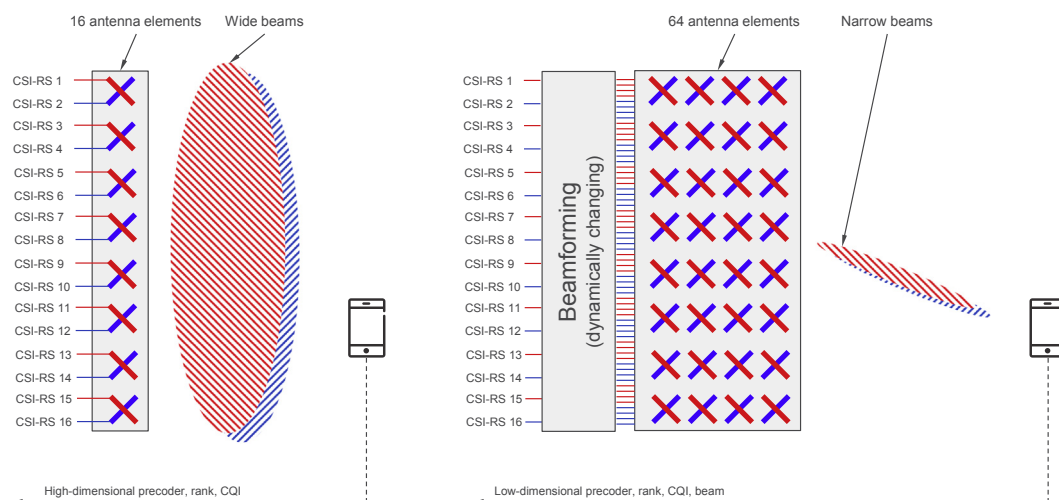 16 antenna elements
Wide beams
CSI-RS 1
CSI-RS 2
CSI-RS 3
CSI-RS 4
CSI-RS 5
CSI-RS 6
CSI-RS 7
CSI-RS 8
CSI-RS 9
CSI-RS 10
CSI-RS 11
CSI-RS 12
CSI-RS 13
CSI-RS 14
CSI-RS 15
CSI-RS 16
High-dimensional precoder, rank, CQI
64 antenna elements
Narrow beams
CSI-RS 1
CSI-RS 2
CSI-RS 3
CSI-RS 4
CSI-RS 5
CSI-RS 6
CSI-RS 7
CSI-RS 8
CSI-RS 9
CSI-RS 10
CSI-RS 11
CSI-RS 12
CSI-RS 13
CSI-RS 14
CSI-RS 15
CSI-RS 16
Beamforming
(dynamically changing)
Low-dimensional precoder, rank, CQI, beam